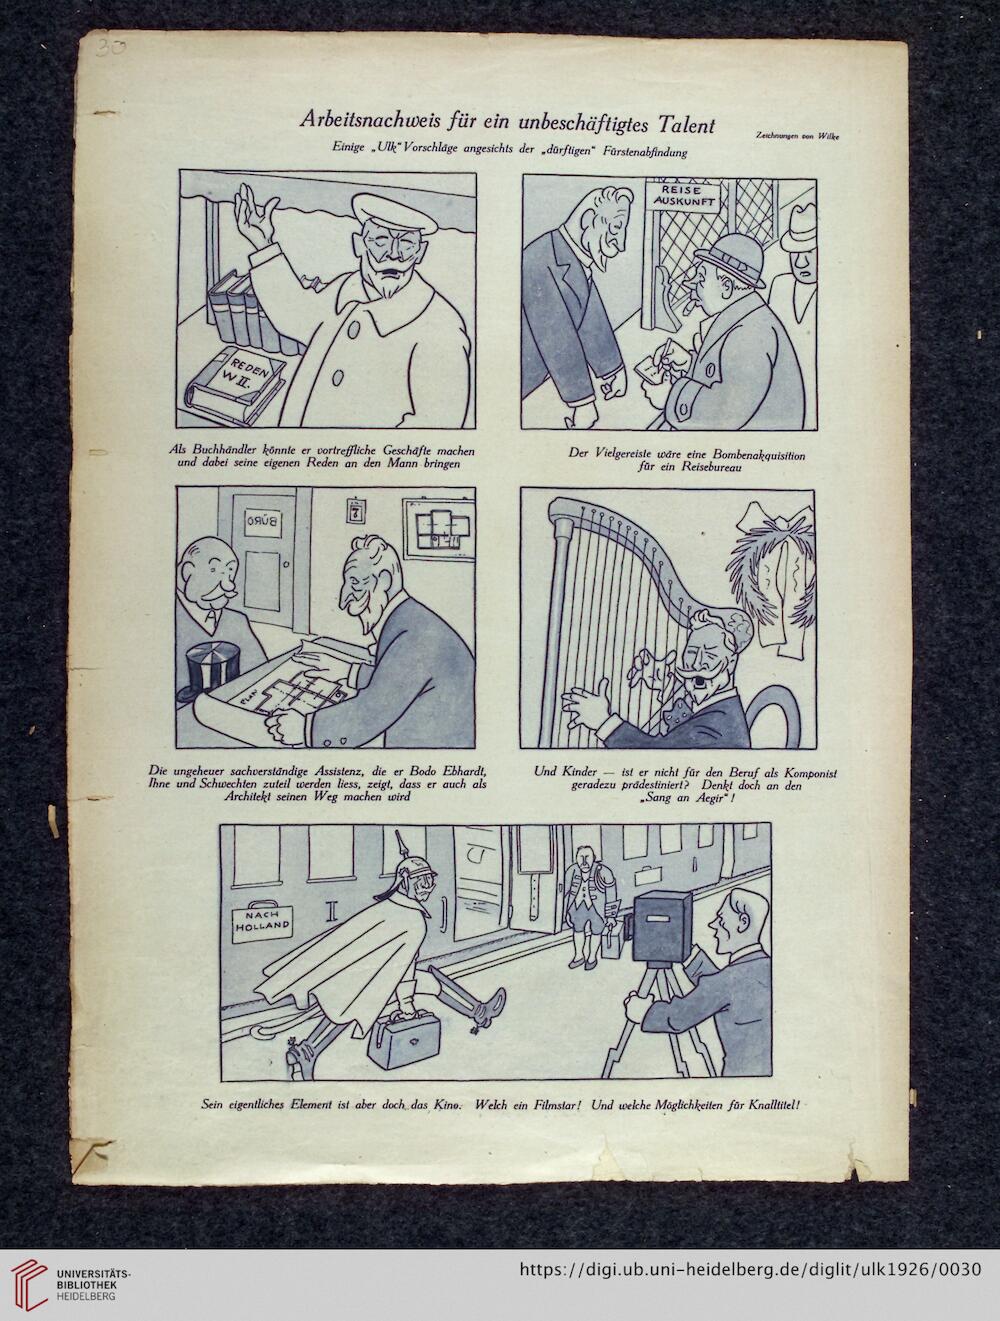 30
Arbeitsnachweis für ein unbeschäftigtes Talent
Zeichnungen von Wilke
Einige „Ulk“ Vorschläge angesichts der „dürftigen“ Fürstenabfindung
REDEN
W II.
REISE
AUSKUNFT
Als Buchhändler könnte er vortreffliche Geschäfte machen
und dabei seine eigenen Reden an den Mann bringen
Der Vielgereiste wäre eine Bombenakquisition
für ein Reisebureau
BÜRO
7
PLAN
Die ungeheuer sachverständige Assistenz, die er Bodo Ebhardt,
Ihne und Schwechten zuteil werden liess, zeigt, dass er auch als
Architekt seinen Weg machen wird
Und Kinder — ist er nicht für den Beruf als Komponist
geradezu prädestiniert? Denkt doch an den
„Sang an Aegir“!
NACH
HOLLAND
I
Sein eigentliches Element ist aber doch das Kino. Welch ein Filmstar! Und welche Möglichkeiten für Knalltitel!
UNIVERSITÄTS-
BIBLIOTHEK
HEIDELBERG
https://digi.ub.uni-heidelberg.de/diglit/ulk1926/0030